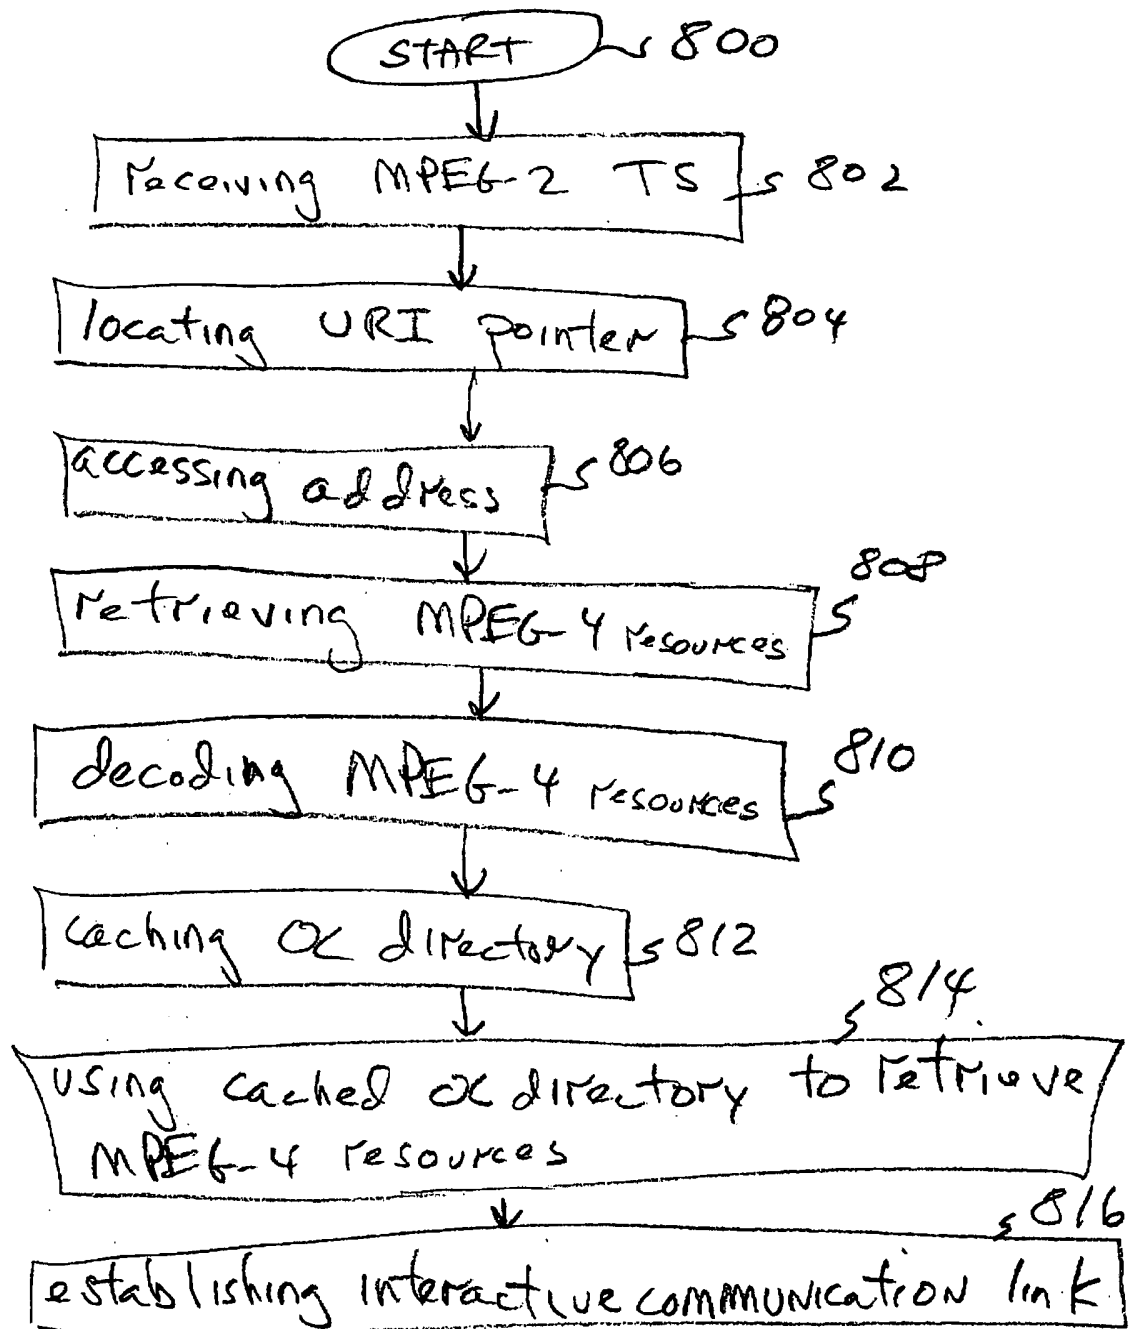 START 800
receiving MPEG-2 TS 802
locating URI pointer 804
accessing address 806
808
retrieving MPEG-4 resources
810
decoding MPEG-4 resources
caching OC directory 812
814
using cached OC directory to retrieve
MPEG-4 resources
816
establishing interactive communication link